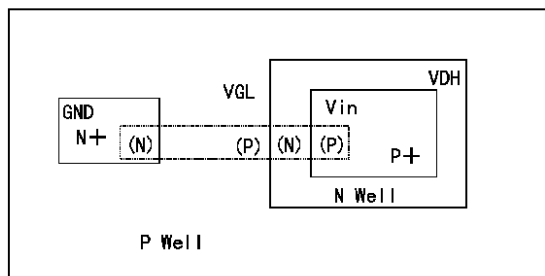 VDH
VGL
Vin
GND
N+
(N)
(P)
(N)
(P)
P+
N Well
P Well